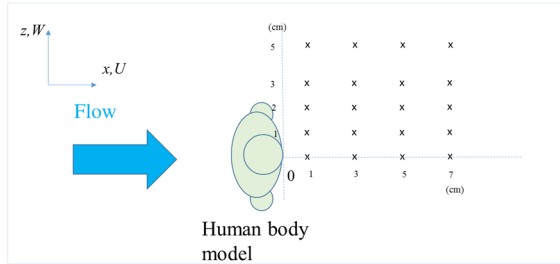 (cm)
z,W
5
x x x x
x,U
3
x x x x
Flow
2
x x x x
1
x x x x
x x x x
0
1 3 5 7
(cm)
Human body
model